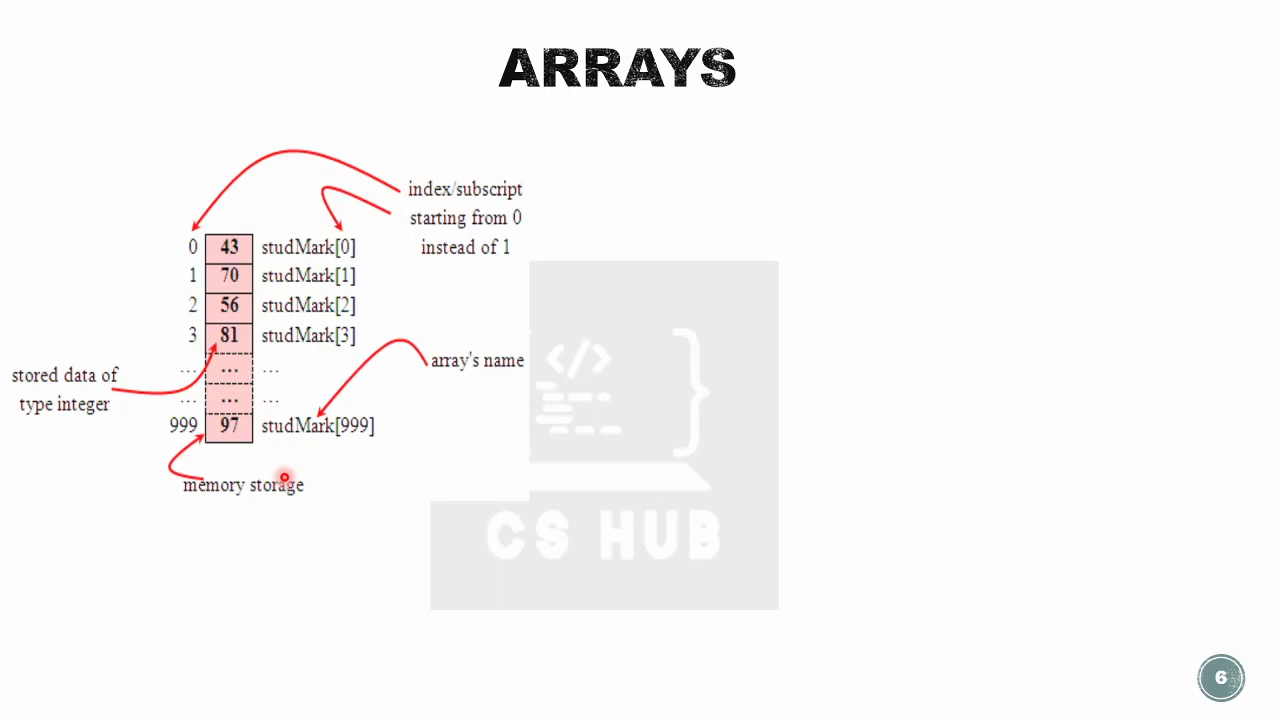 ARRAYS
index/subscript
starting from 0
instead of 1
0 43 studMark[0]
1 70 studMark[1]
2 56 studMark[2]
3 81 studMark[3]
... ... ...
... ... ...
999 97 studMark[999]
array's name
stored data of
type integer
memory storage
</>
CS HUB
6